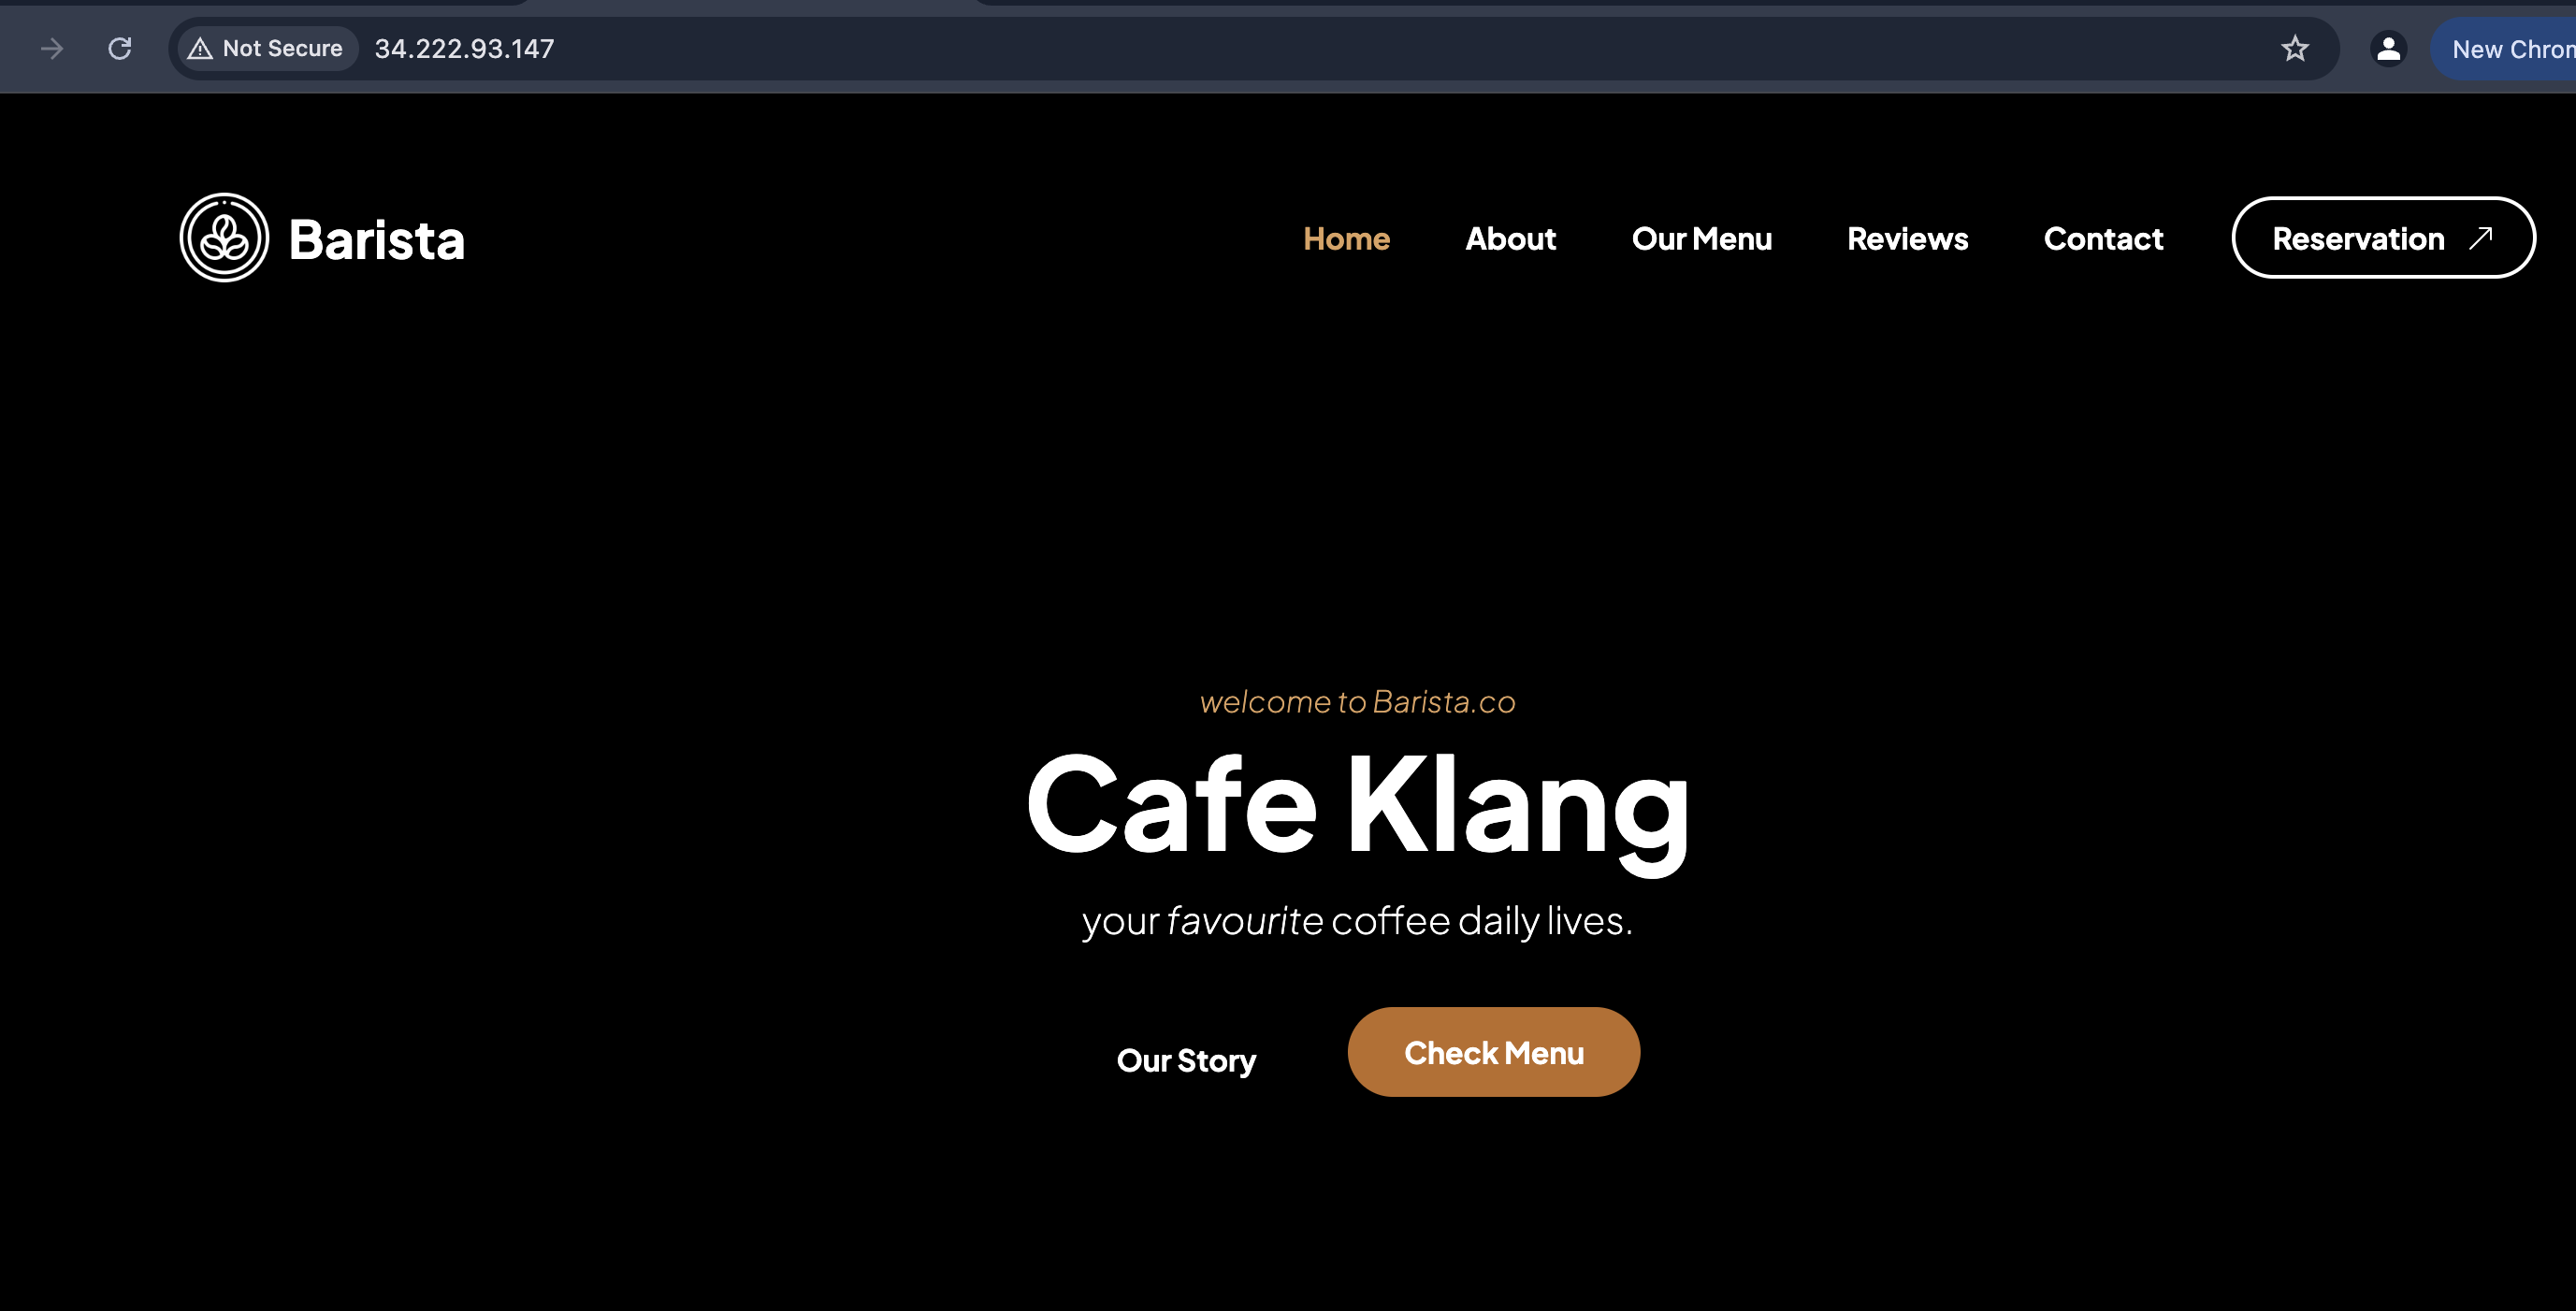 Not Secure 34.222.93.147
New Chrom
Barista
Home About Our Menu Reviews Contact Reservation
welcome to Barista.co
Cafe Klang
your favourite coffee daily lives.
Our Story Check Menu